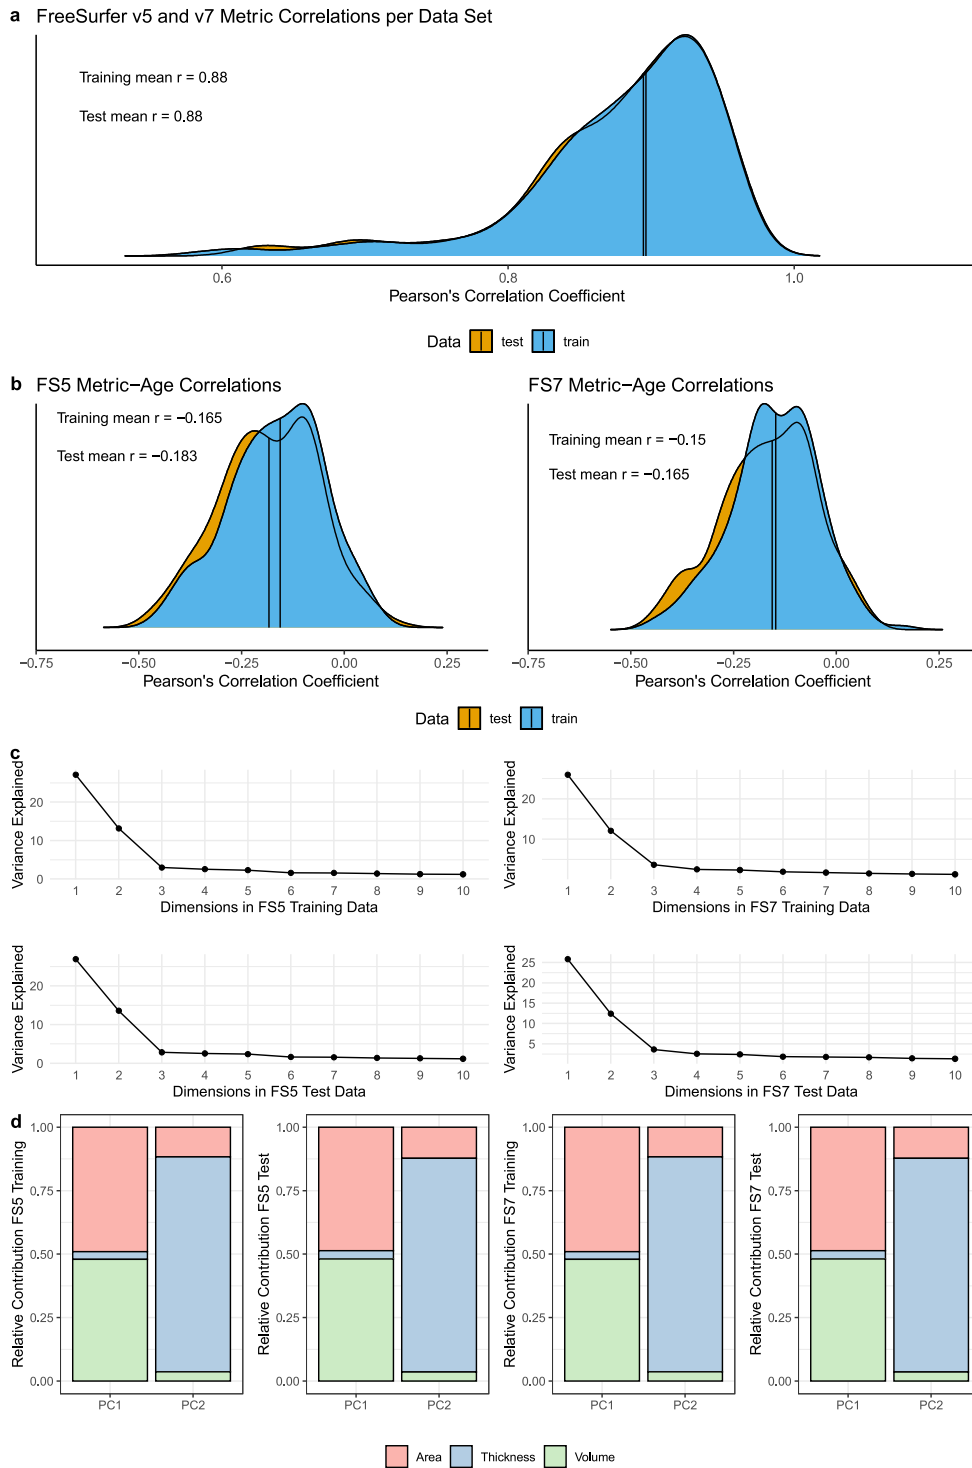 a FreeSurfer v5 and v7 Metric Correlations per Data Set
Training mean r = 0.88
Test mean r = 0.88
0.6 0.8 1.0
Pearson's Correlation Coefficient
Data test train
b FS5 Metric−Age Correlations
Training mean r = −0.165
Test mean r = −0.183
−0.75 −0.50 −0.25 0.00 0.25
Pearson's Correlation Coefficient
FS7 Metric−Age Correlations
Training mean r = −0.15
Test mean r = −0.165
−0.75 −0.50 −0.25 0.00 0.25
Pearson's Correlation Coefficient
Data test train
c
Variance Explained
20
10
0
1 2 3 4 5 6 7 8 9 10
Dimensions in FS5 Training Data
Variance Explained
20
10
1 2 3 4 5 6 7 8 9 10
Dimensions in FS7 Training Data
Variance Explained
20
10
0
1 2 3 4 5 6 7 8 9 10
Dimensions in FS5 Test Data
Variance Explained
25
20
15
10
5
1 2 3 4 5 6 7 8 9 10
Dimensions in FS7 Test Data
d
Relative Contribution FS5 Training
1.00
0.75
0.50
0.25
0.00
PC1 PC2
Relative Contribution FS5 Test
1.00
0.75
0.50
0.25
0.00
PC1 PC2
Relative Contribution FS7 Training
1.00
0.75
0.50
0.25
0.00
PC1 PC2
Relative Contribution FS7 Test
1.00
0.75
0.50
0.25
0.00
PC1 PC2
Area Thickness Volume